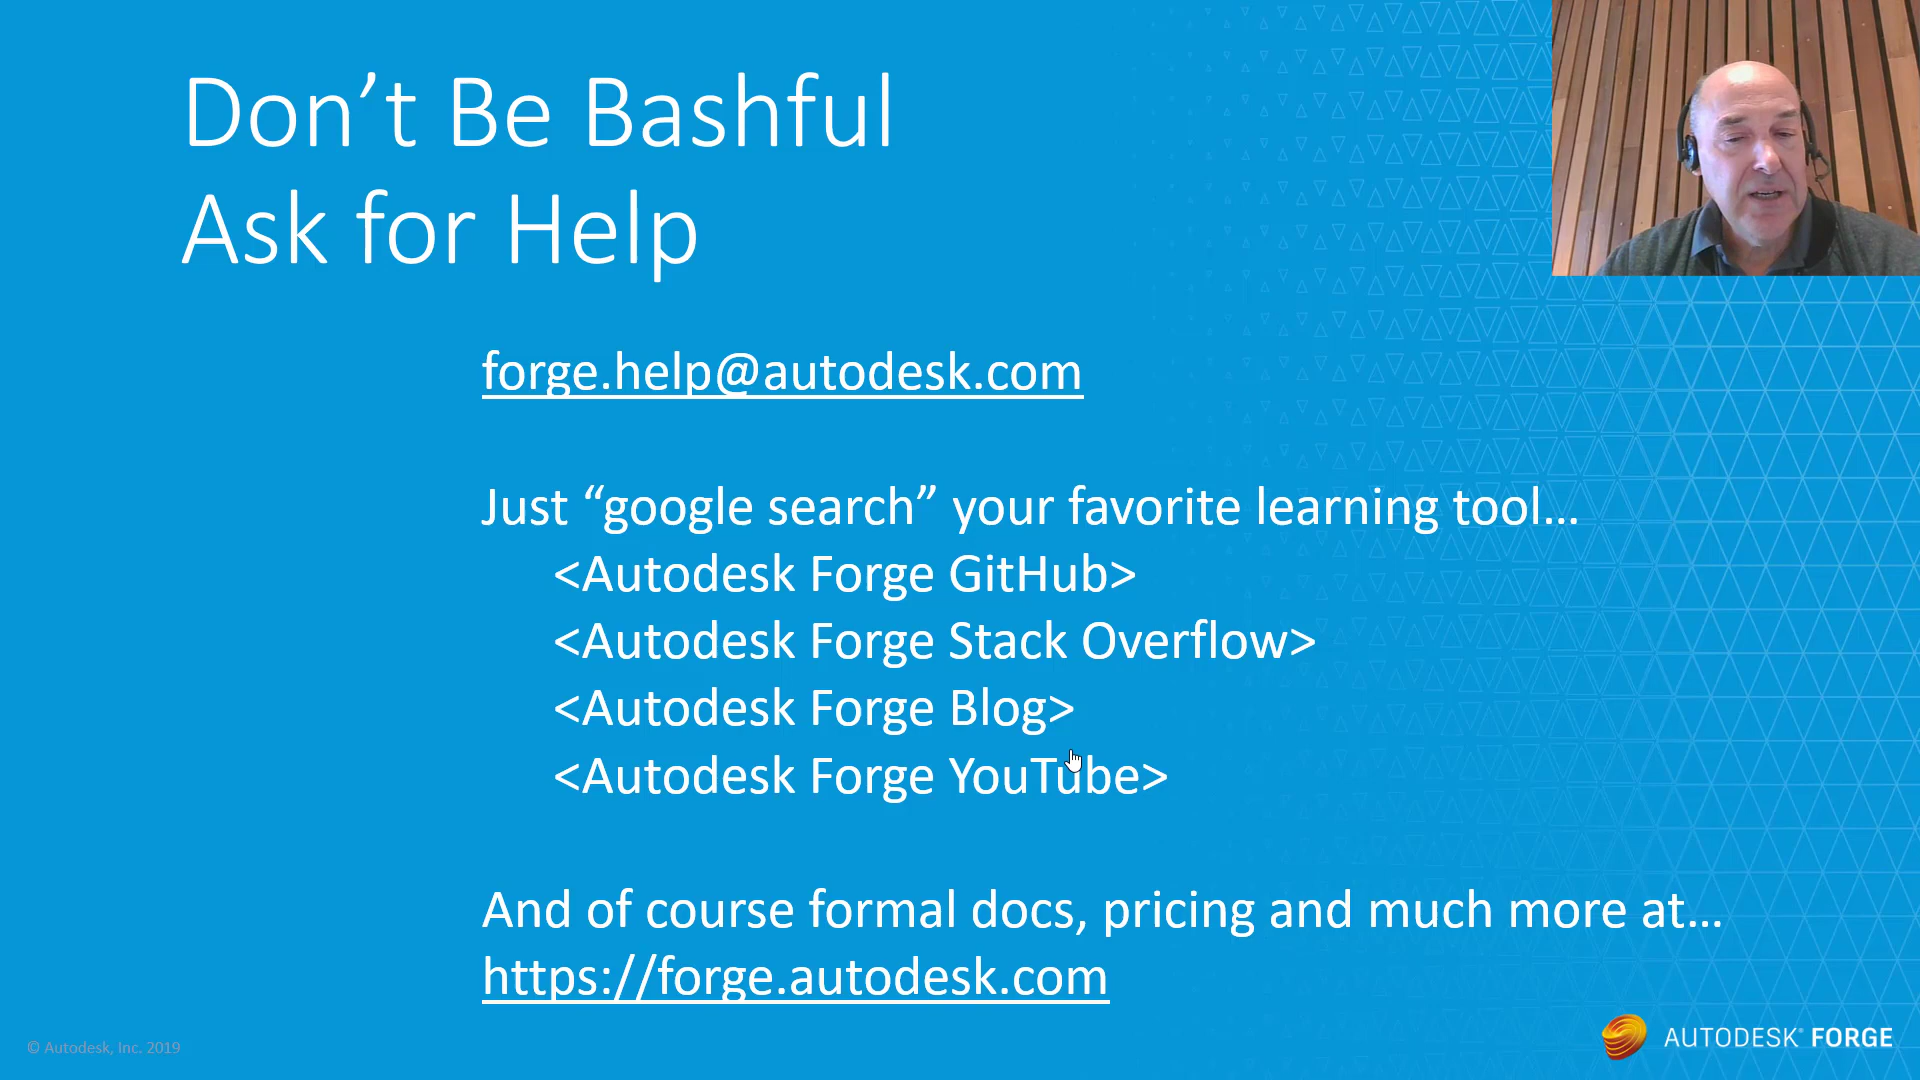 Don’t Be Bashful
Ask for Help
forge.help@autodesk.com
Just “google search” your favorite learning tool...
<Autodesk Forge GitHub>
<Autodesk Forge Stack Overflow>
<Autodesk Forge Blog>
<Autodesk Forge YouTube>
And of course formal docs, pricing and much more at...
https://forge.autodesk.com
© Autodesk, Inc. 2019
AUTODESK® FORGE